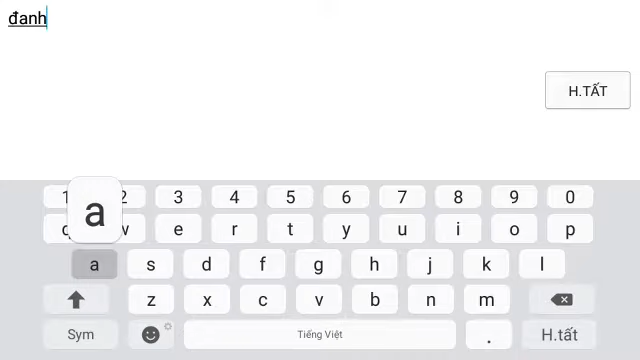 đanh
H.TẤT
1 2 3 4 5 6 7 8 9 0
q w e r t y u i o p
a
a s d f g h j k l
z x c v b n m
Sym Tiếng Việt . H.tất